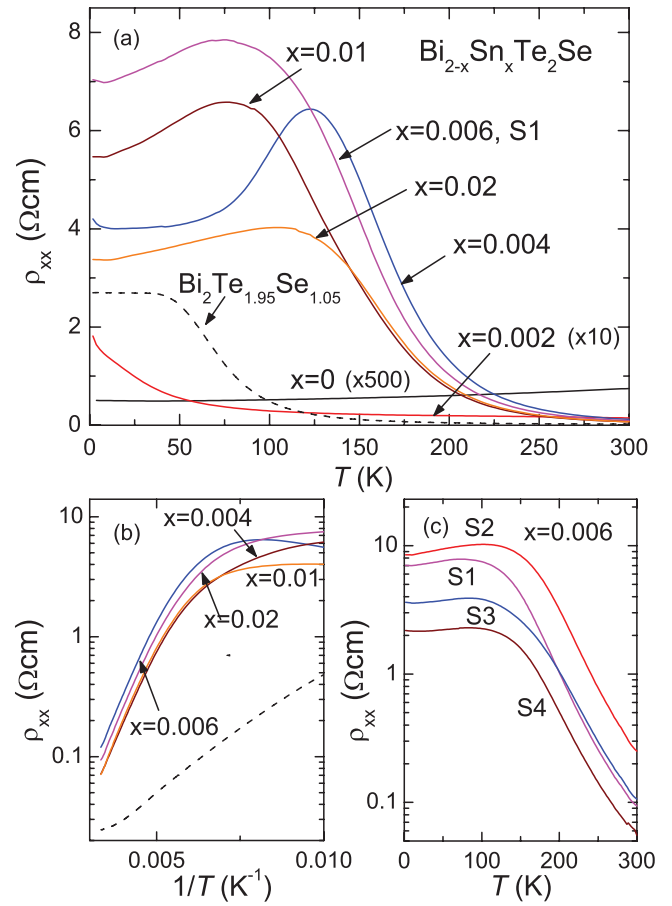 (a)
x=0.01
Bi₂₋ₓSnₓTe₂Se
x=0.006, S1
x=0.02
x=0.004
Bi₂Te₁.₉₅Se₁.₀₅
x=0.002 (x10)
x=0 (x500)
8
6
4
2
0
ρxx (Ωcm)
0 50 100 150 200 250 300
T (K)
(b)
x=0.004
x=0.01
x=0.02
x=0.006
10
1
0.1
ρxx (Ωcm)
0.005 0.010
1/T (K⁻¹)
(c)
S2
x=0.006
S1
S3
S4
10
1
0.1
ρxx (Ωcm)
0 100 200 300
T (K)